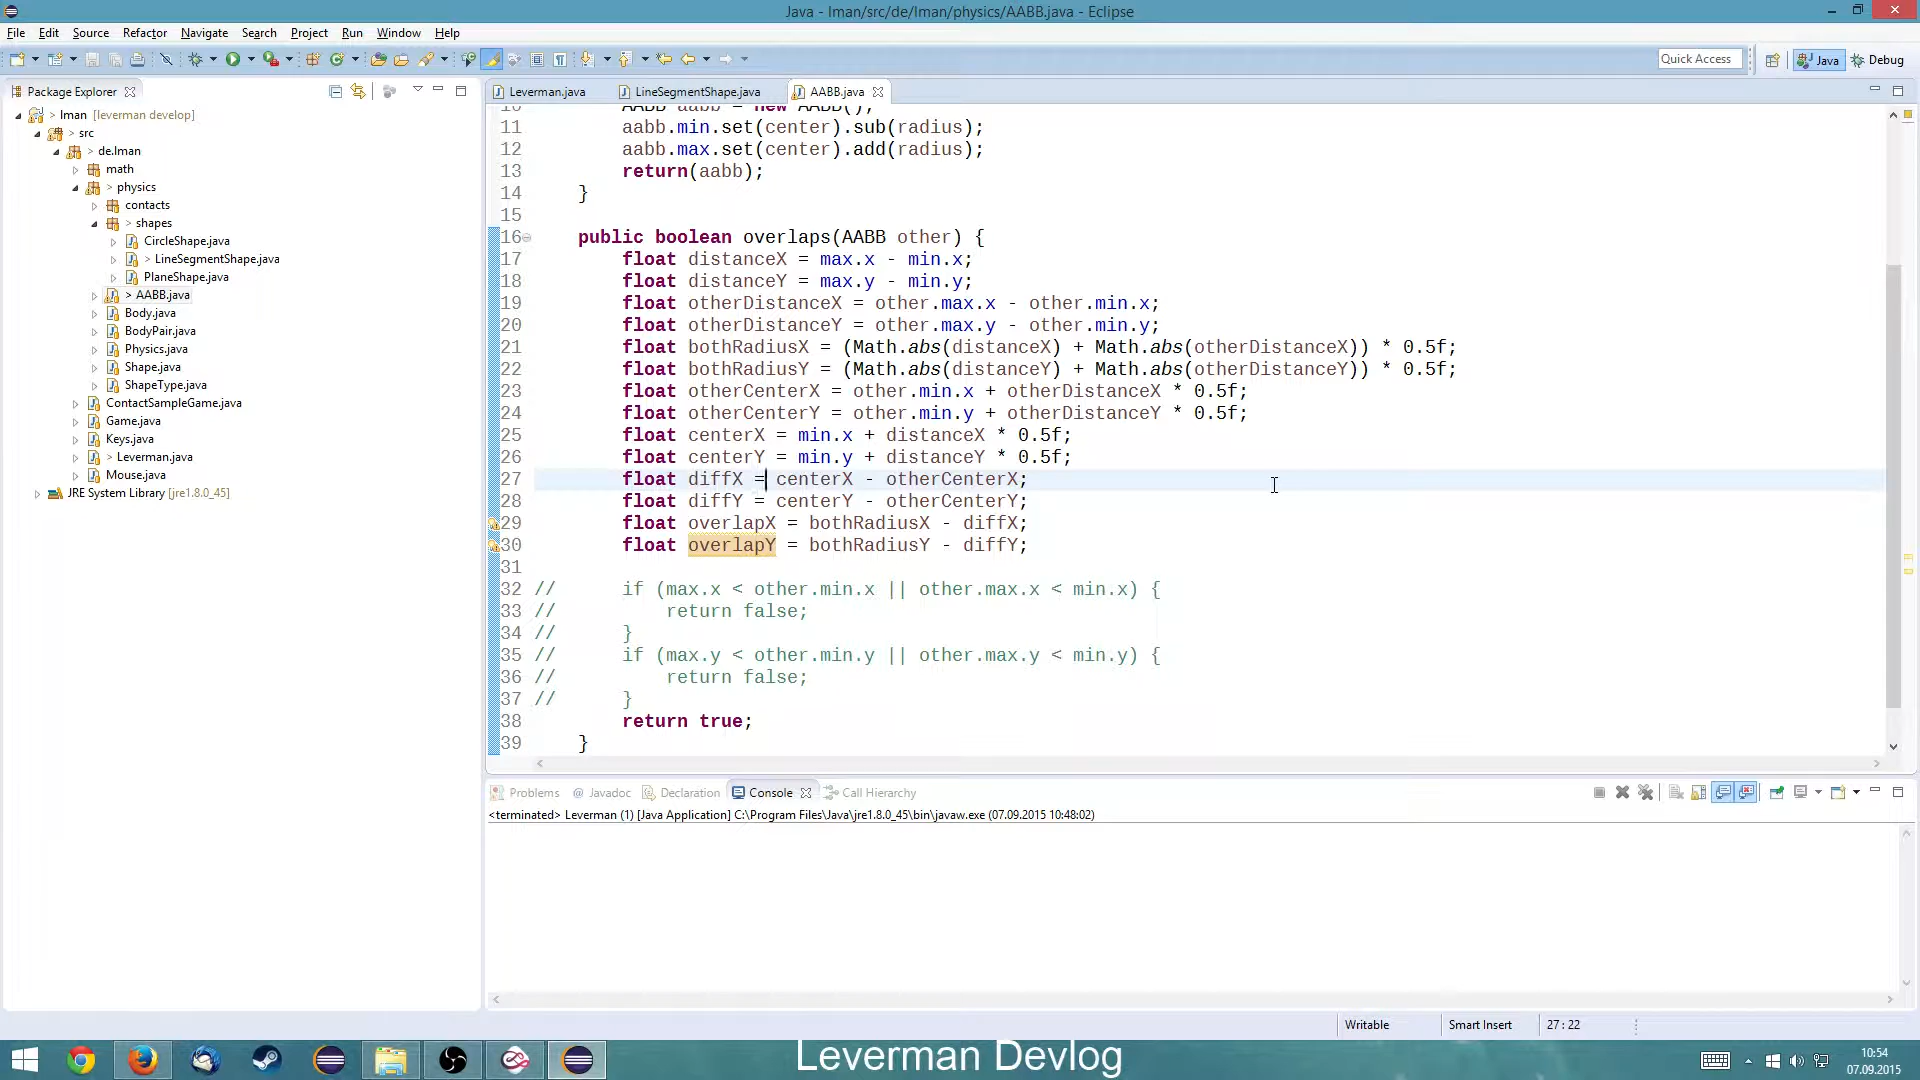 Java - lman/src/de/lman/physics/AABB.java - Eclipse
File Edit Source Refactor Navigate Search Project Run Window Help
Quick Access Java Debug
Package Explorer
> lman [leverman develop]
> src
> de.lman
math
> physics
contacts
> shapes
CircleShape.java
> LineSegmentShape.java
PlaneShape.java
> AABB.java
Body.java
BodyPair.java
Physics.java
Shape.java
ShapeType.java
ContactSampleGame.java
Game.java
Keys.java
> Leverman.java
Mouse.java
JRE System Library [jre1.8.0_45]
Leverman.java LineSegmentShape.java AABB.java
10 AABB aabb = new AABB();
11 aabb.min.set(center).sub(radius);
12 aabb.max.set(center).add(radius);
13 return(aabb);
14 }
15
16 public boolean overlaps(AABB other) {
17 float distanceX = max.x - min.x;
18 float distanceY = max.y - min.y;
19 float otherDistanceX = other.max.x - other.min.x;
20 float otherDistanceY = other.max.y - other.min.y;
21 float bothRadiusX = (Math.abs(distanceX) + Math.abs(otherDistanceX)) * 0.5f;
22 float bothRadiusY = (Math.abs(distanceY) + Math.abs(otherDistanceY)) * 0.5f;
23 float otherCenterX = other.min.x + otherDistanceX * 0.5f;
24 float otherCenterY = other.min.y + otherDistanceY * 0.5f;
25 float centerX = min.x + distanceX * 0.5f;
26 float centerY = min.y + distanceY * 0.5f;
27 float diffX = centerX - otherCenterX;
28 float diffY = centerY - otherCenterY;
29 float overlapX = bothRadiusX - diffX;
30 float overlapY = bothRadiusY - diffY;
31
32 // if (max.x < other.min.x || other.max.x < min.x) {
33 // return false;
34 // }
35 // if (max.y < other.min.y || other.max.y < min.y) {
36 // return false;
37 // }
38 return true;
39 }
Problems @ Javadoc Declaration Console Call Hierarchy
<terminated> Leverman (1) [Java Application] C:\Program Files\Java\jre1.8.0_45\bin\javaw.exe (07.09.2015 10:48:02)
Writable Smart Insert 27 : 22
Leverman Devlog
10:54
07.09.2015